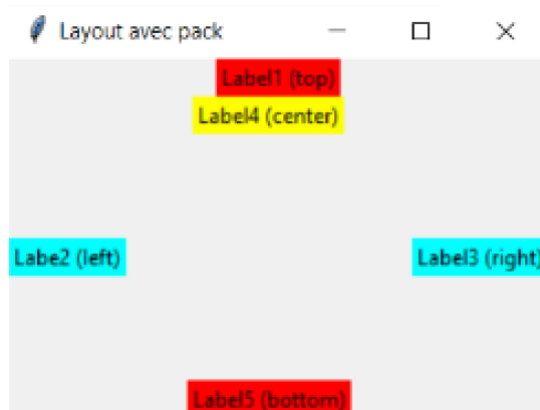 Layout avec pack
Label1 (top)
Label4 (center)
Labe2 (left)
Label3 (right)
Label5 (bottom)